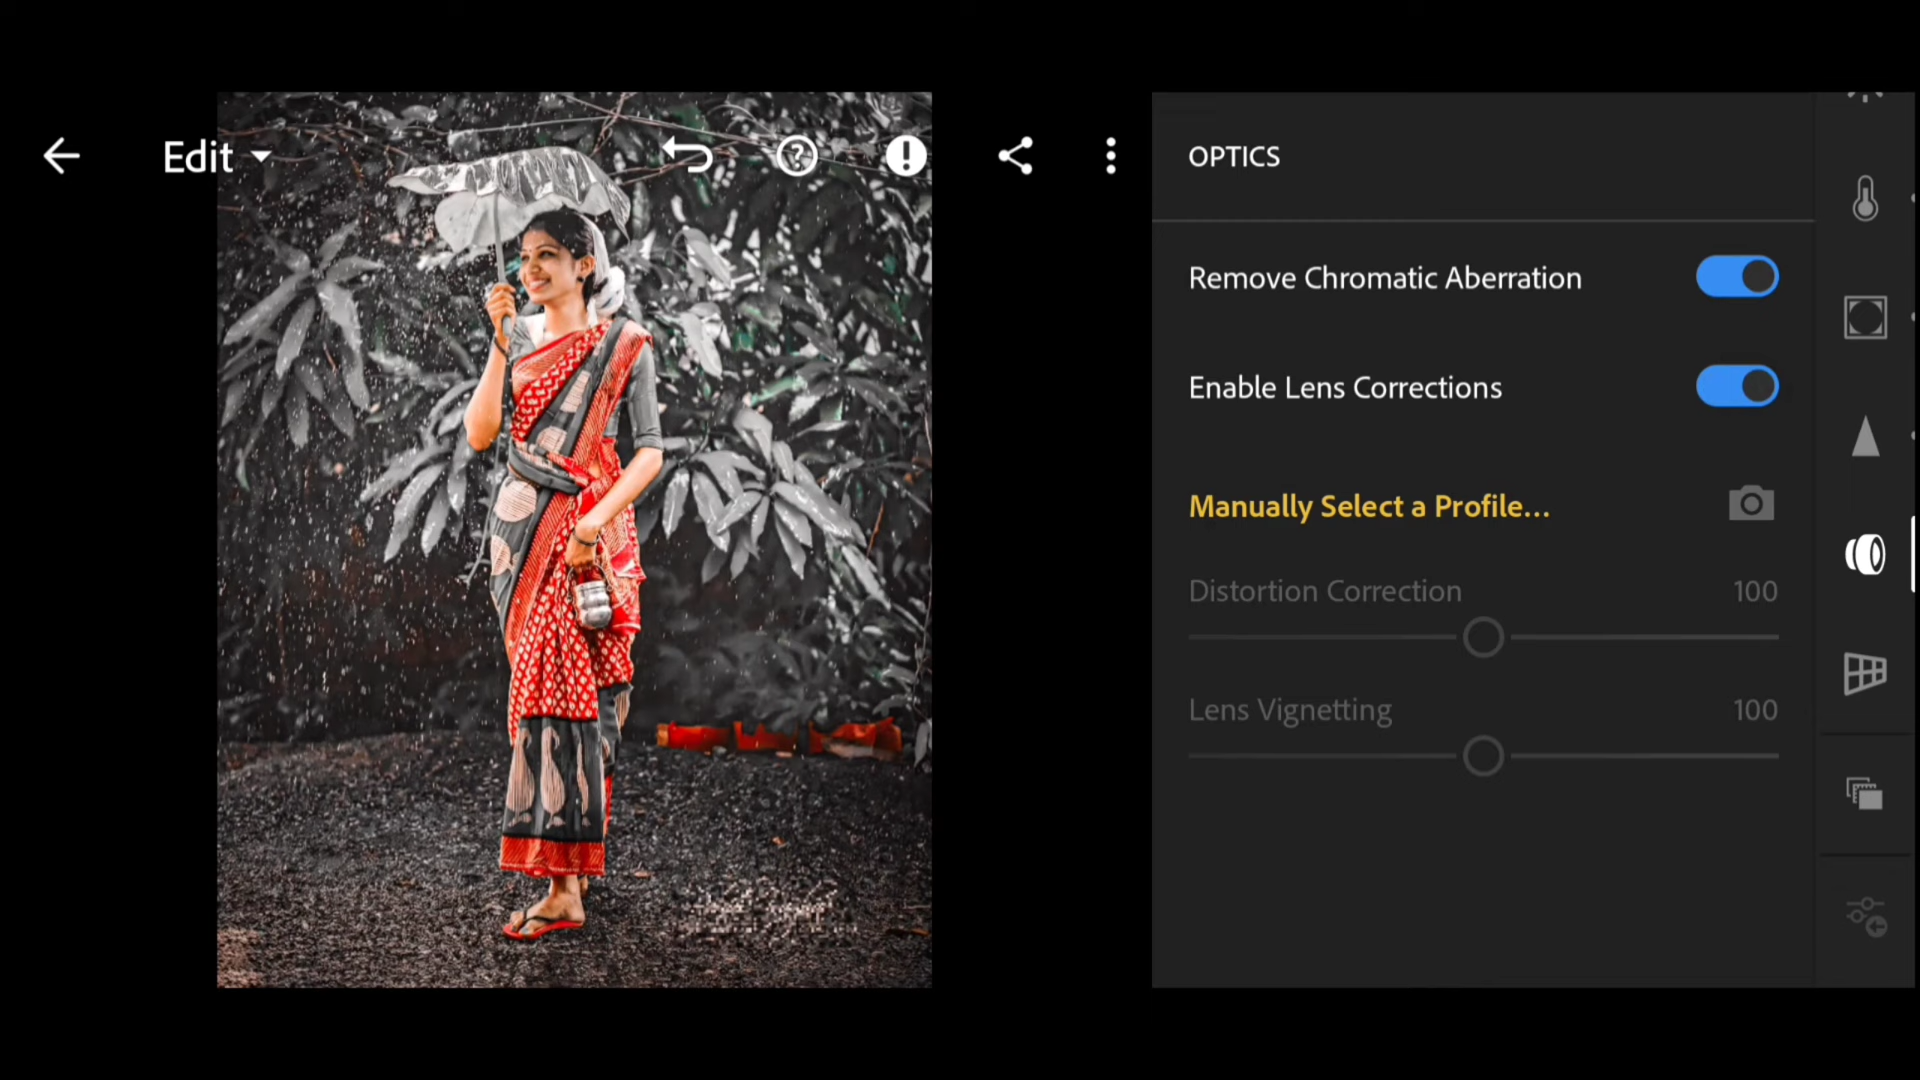 Edit
OPTICS
Remove Chromatic Aberration
Enable Lens Corrections
Manually Select a Profile...
Distortion Correction 100
Lens Vignetting 100